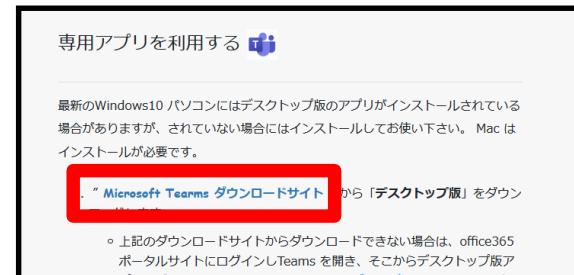 専用アプリを利用する
最新のWindows10 パソコンにはデスクトップ版のアプリがインストールされている
場合がありますが、されていない場合にはインストールしてお使い下さい。 Mac は
インストールが必要です。
. " Microsoft Tearms ダウンロードサイト から「デスクトップ版」をダウン
○ 上記のダウンロードサイトからダウンロードできない場合は、office365
ポータルサイトにログインしTeams を開き、そこからデスクトップ版ア